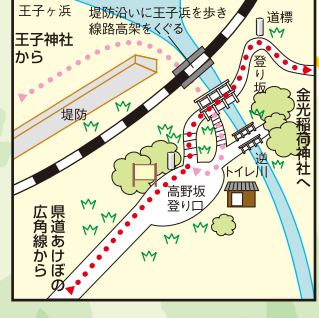 王子ヶ浜
堤防沿いに王子浜を歩き
線路高架をくぐる
道標
王子神社
から
登り坂
堤防
金光稲荷神社へ
逆川
トイレ
高野坂
登り口
県道あけぼの
広角線から